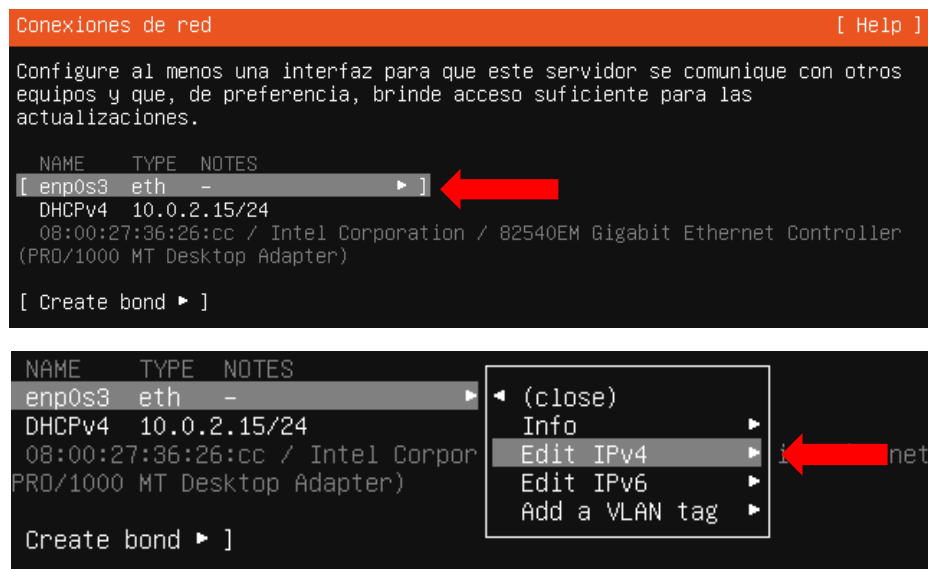 Conexiones de red [ Help ]
Configure al menos una interfaz para que este servidor se comunique con otros
equipos y que, de preferencia, brinde acceso suficiente para las
actualizaciones.
NAME TYPE NOTES
[ enp0s3 eth – ▸ ]
DHCPv4 10.0.2.15/24
08:00:27:36:26:cc / Intel Corporation / 82540EM Gigabit Ethernet Controller
(PRO/1000 MT Desktop Adapter)
[ Create bond ▸ ]
NAME TYPE NOTES
enp0s3 eth – ▸
◂ (close)
DHCPv4 10.0.2.15/24
Info ▸
08:00:27:36:26:cc / Intel Corpor
Edit IPv4 ▸
net
PRO/1000 MT Desktop Adapter)
Edit IPv6 ▸
Add a VLAN tag ▸
Create bond ▸ ]